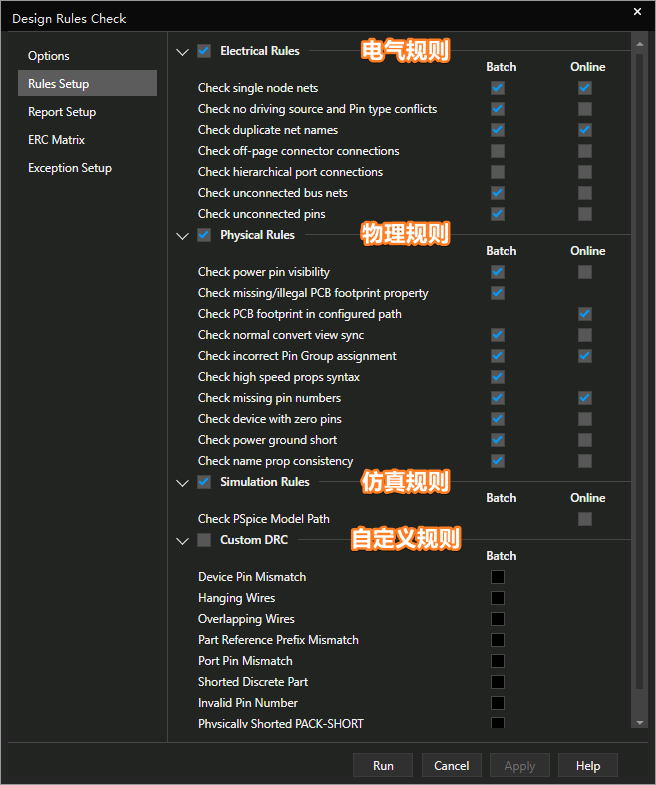 Design Rules Check
Options
Rules Setup
Report Setup
ERC Matrix
Exception Setup
Electrical Rules 电气规则
Batch Online
Check single node nets
Check no driving source and Pin type conflicts
Check duplicate net names
Check off-page connector connections
Check hierarchical port connections
Check unconnected bus nets
Check unconnected pins
Physical Rules 物理规则
Batch Online
Check power pin visibility
Check missing/illegal PCB footprint property
Check PCB footprint in configured path
Check normal convert view sync
Check incorrect Pin Group assignment
Check high speed props syntax
Check missing pin numbers
Check device with zero pins
Check power ground short
Check name prop consistency
Simulation Rules 仿真规则
Batch Online
Check PSpice Model Path
Custom DRC 自定义规则
Batch
Device Pin Mismatch
Hanging Wires
Overlapping Wires
Part Reference Prefix Mismatch
Port Pin Mismatch
Shorted Discrete Part
Invalid Pin Number
Physically Shorted PACK-SHORT
Run Cancel Apply Help